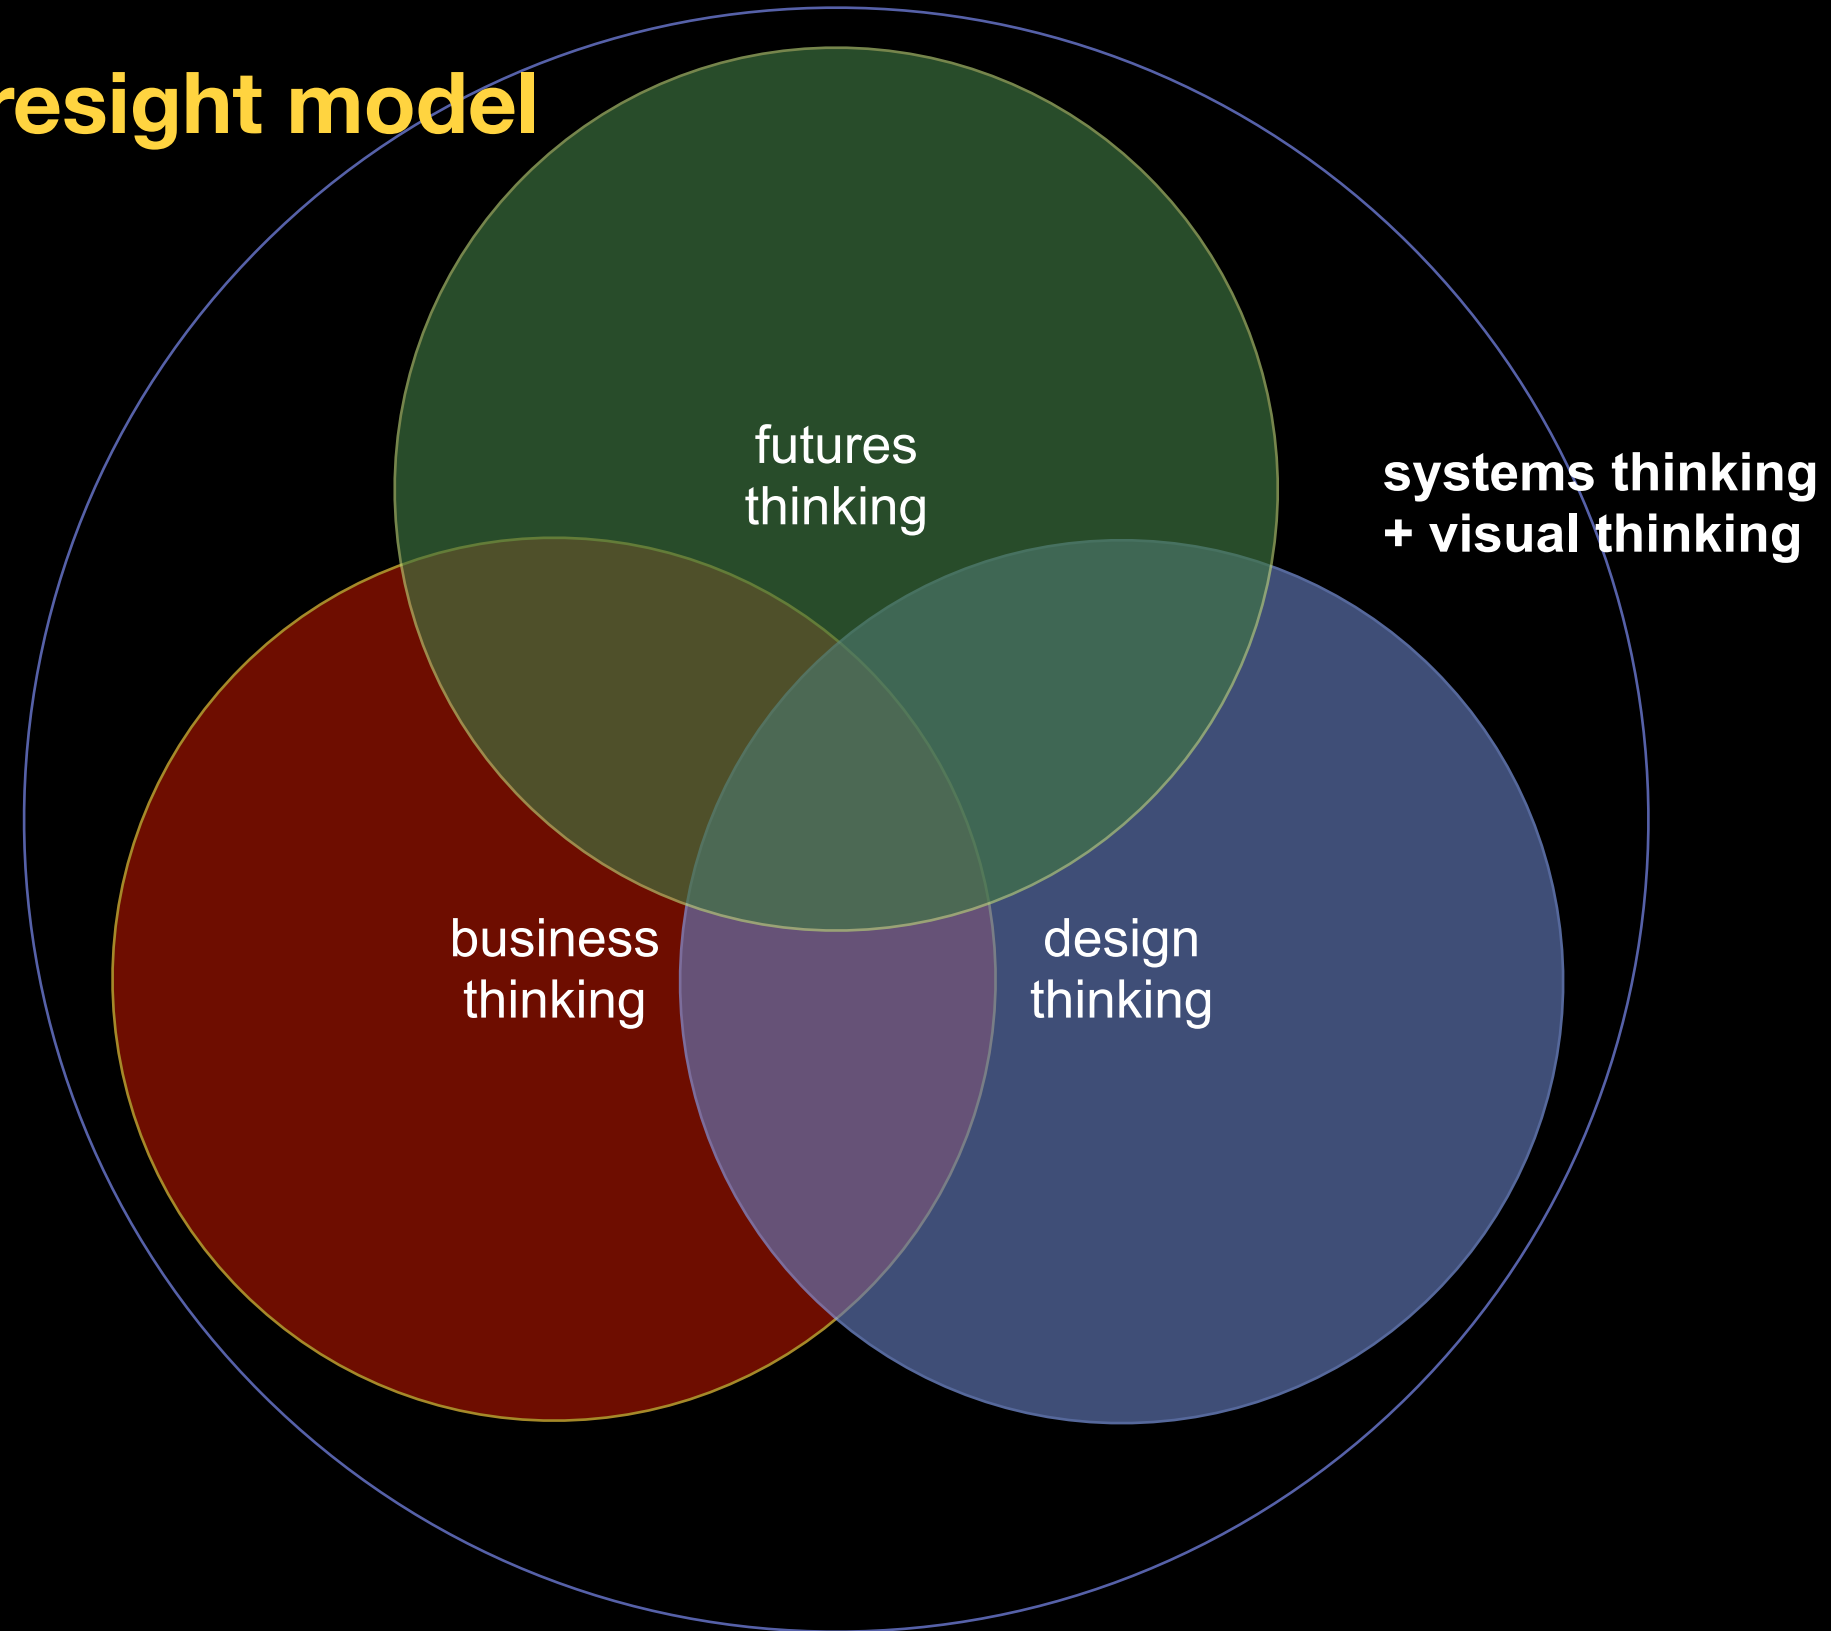 resight model
futures
thinking
systems thinking
+ visual thinking
business
thinking
design
thinking